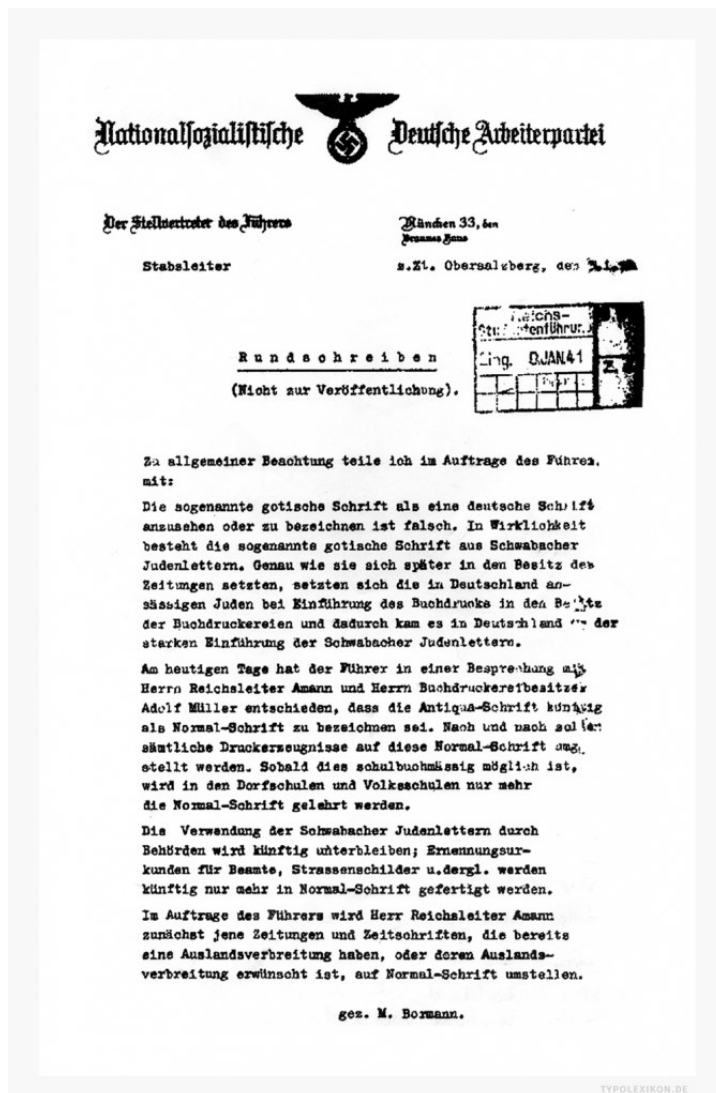 Nationalsozialistische Deutsche Arbeiterpartei
Der Stellvertreter des Führers
München 33, den
Braunes Haus
Stabsleiter
z.Zt. Obersalzberg, den
Reichs-
Studentenführung
Eing. 9.JAN41
Rundschreiben
(Nicht zur Veröffentlichung).
Zu allgemeiner Beachtung teile ich im Auftrage des Führers
mit:
Die sogenannte gotische Schrift als eine deutsche Schrift
anzusehen oder zu bezeichnen ist falsch. In Wirklichkeit
besteht die sogenannte gotische Schrift aus Schwabacher
Judenlettern. Genau wie sie sich später in den Besitz der
Zeitungen setzten, setzten sich die in Deutschland an-
sässigen Juden bei Einführung des Buchdrucks in den Besitz
der Buchdruckereien und dadurch kam es in Deutschland zu der
starken Einführung der Schwabacher Judenlettern.
Am heutigen Tage hat der Führer in einer Besprechung mit
Herrn Reichsleiter Amann und Herrn Buchdruckereibesitzer
Adolf Müller entschieden, dass die Antiqua-Schrift künftig
als Normal-Schrift zu bezeichnen sei. Nach und nach sollen
sämtliche Druckerzeugnisse auf diese Normal-Schrift umge-
stellt werden. Sobald dies schulbuchmässig möglich ist,
wird in den Dorfschulen und Volksschulen nur mehr
die Normal-Schrift gelehrt werden.
Die Verwendung der Schwabacher Judenlettern durch
Behörden wird künftig unterbleiben; Ernennungsur-
kunden für Beamte, Strassenschilder u.dergl. werden
künftig nur mehr in Normal-Schrift gefertigt werden.
Im Auftrage des Führers wird Herr Reichsleiter Amann
zunächst jene Zeitungen und Zeitschriften, die bereits
eine Auslandsverbreitung haben, oder deren Auslands-
verbreitung erwünscht ist, auf Normal-Schrift umstellen.
gez. M. Bormann.
TYPOLEXIKON.DE